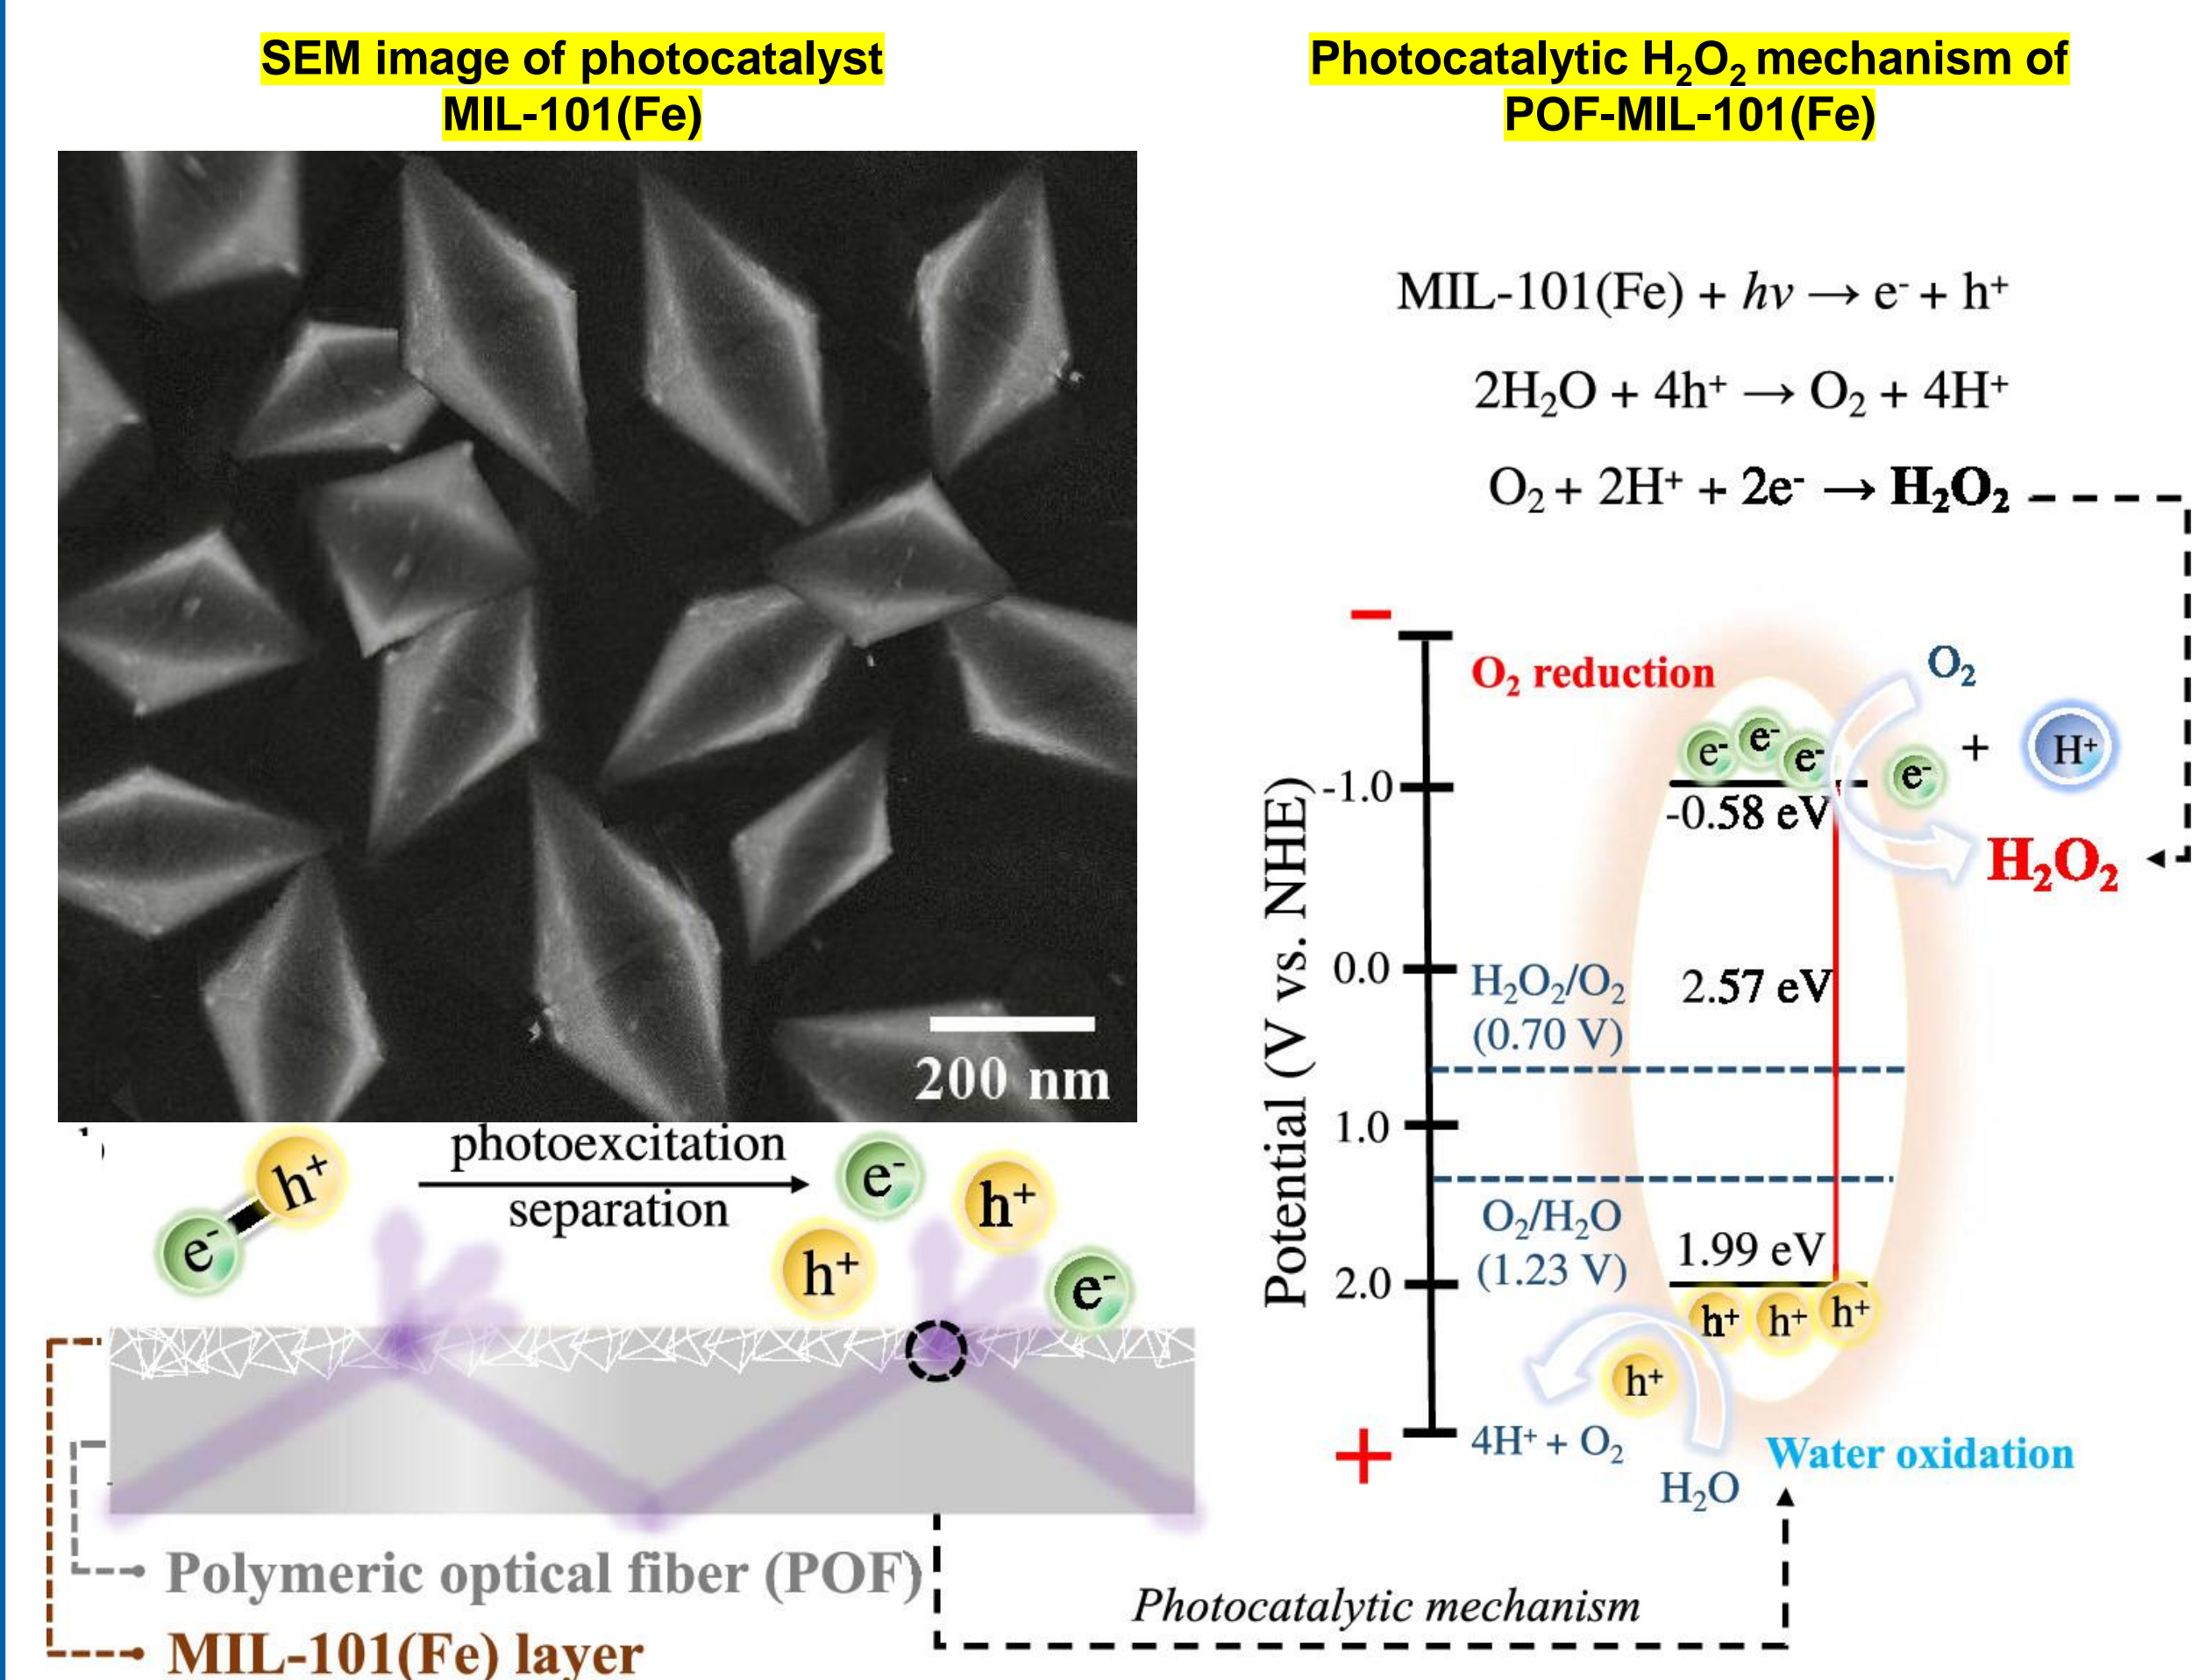 SEM image of photocatalyst
MIL-101(Fe)
Photocatalytic H₂O₂ mechanism of
POF-MIL-101(Fe)
MIL-101(Fe) + hν → e⁻ + h⁺
2H₂O + 4h⁺ → O₂ + 4H⁺
O₂ + 2H⁺ + 2e⁻ → H₂O₂
200 nm
e⁻
h⁺
photoexcitation
separation
e⁻
h⁺
h⁺
e⁻
Polymeric optical fiber (POF)
MIL-101(Fe) layer
Photocatalytic mechanism
Potential (V vs. NHE)
−
-1.0
0.0
1.0
2.0
+
O₂ reduction
O₂
e⁻ e⁻ e⁻
e⁻ + H⁺
-0.58 eV
H₂O₂
H₂O₂/O₂
(0.70 V)
2.57 eV
O₂/H₂O
(1.23 V)
1.99 eV
h⁺ h⁺ h⁺
h⁺
4H⁺ + O₂
H₂O
Water oxidation